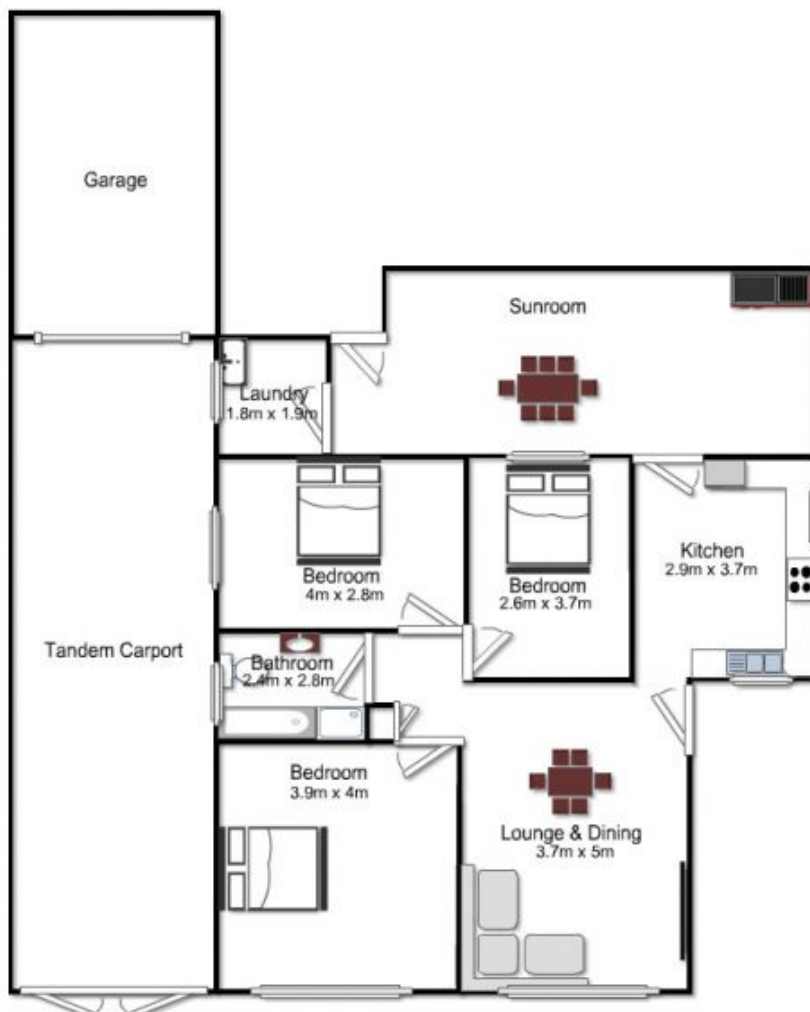 Garage
Sunroom
Laundry
1.8m x 1.9m
Bedroom
4m x 2.8m
Bedroom
2.6m x 3.7m
Kitchen
2.9m x 3.7m
Tandem Carport
Bathroom
2.4m x 2.8m
Bedroom
3.9m x 4m
Lounge & Dining
3.7m x 5m